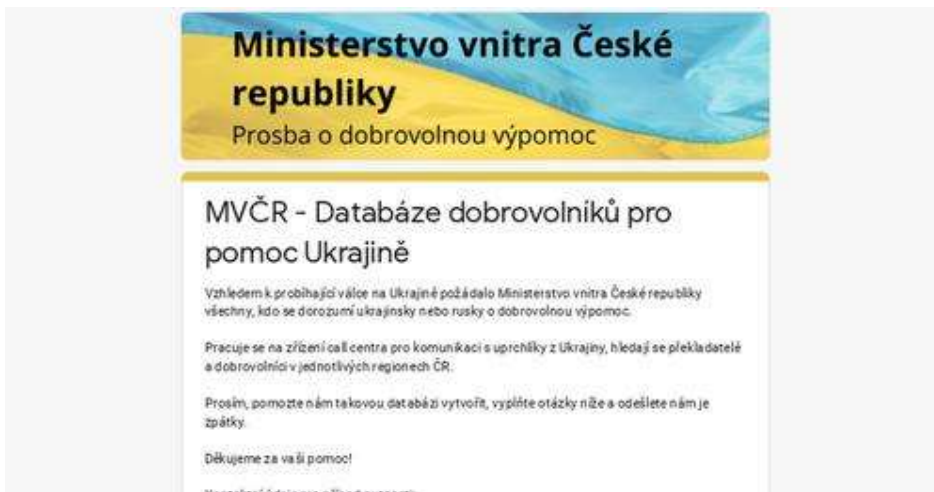 Ministerstvo vnitra České
republiky
Prosba o dobrovolnou výpomoc
MVČR - Databáze dobrovolníků pro
pomoc Ukrajině
Vzhledem k probíhající válce na Ukrajině požádalo Ministerstvo vnitra České republiky
všechny, kdo se dorozumí ukrajinsky nebo rusky o dobrovolnou výpomoc.
Pracuje se na zřízení call centra pro komunikaci s uprchlíky z Ukrajiny, hledají se překladatelé
a dobrovolníci v jednotlivých regionech ČR.
Prosím, pomozte nám takovou databázi vytvořit, vyplňte otázky níže a odešlete nám je
zpátky.
Děkujeme za vaši pomoc!